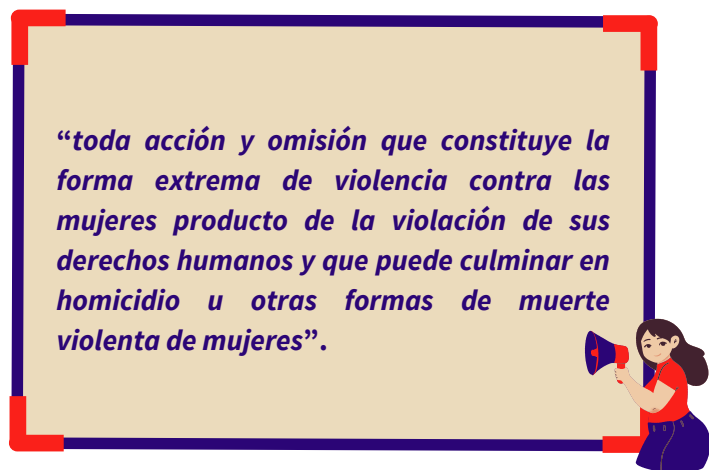 “toda acción y omisión que constituye la
forma extrema de violencia contra las
mujeres producto de la violación de sus
derechos humanos y que puede culminar en
homicidio u otras formas de muerte
violenta de mujeres”.